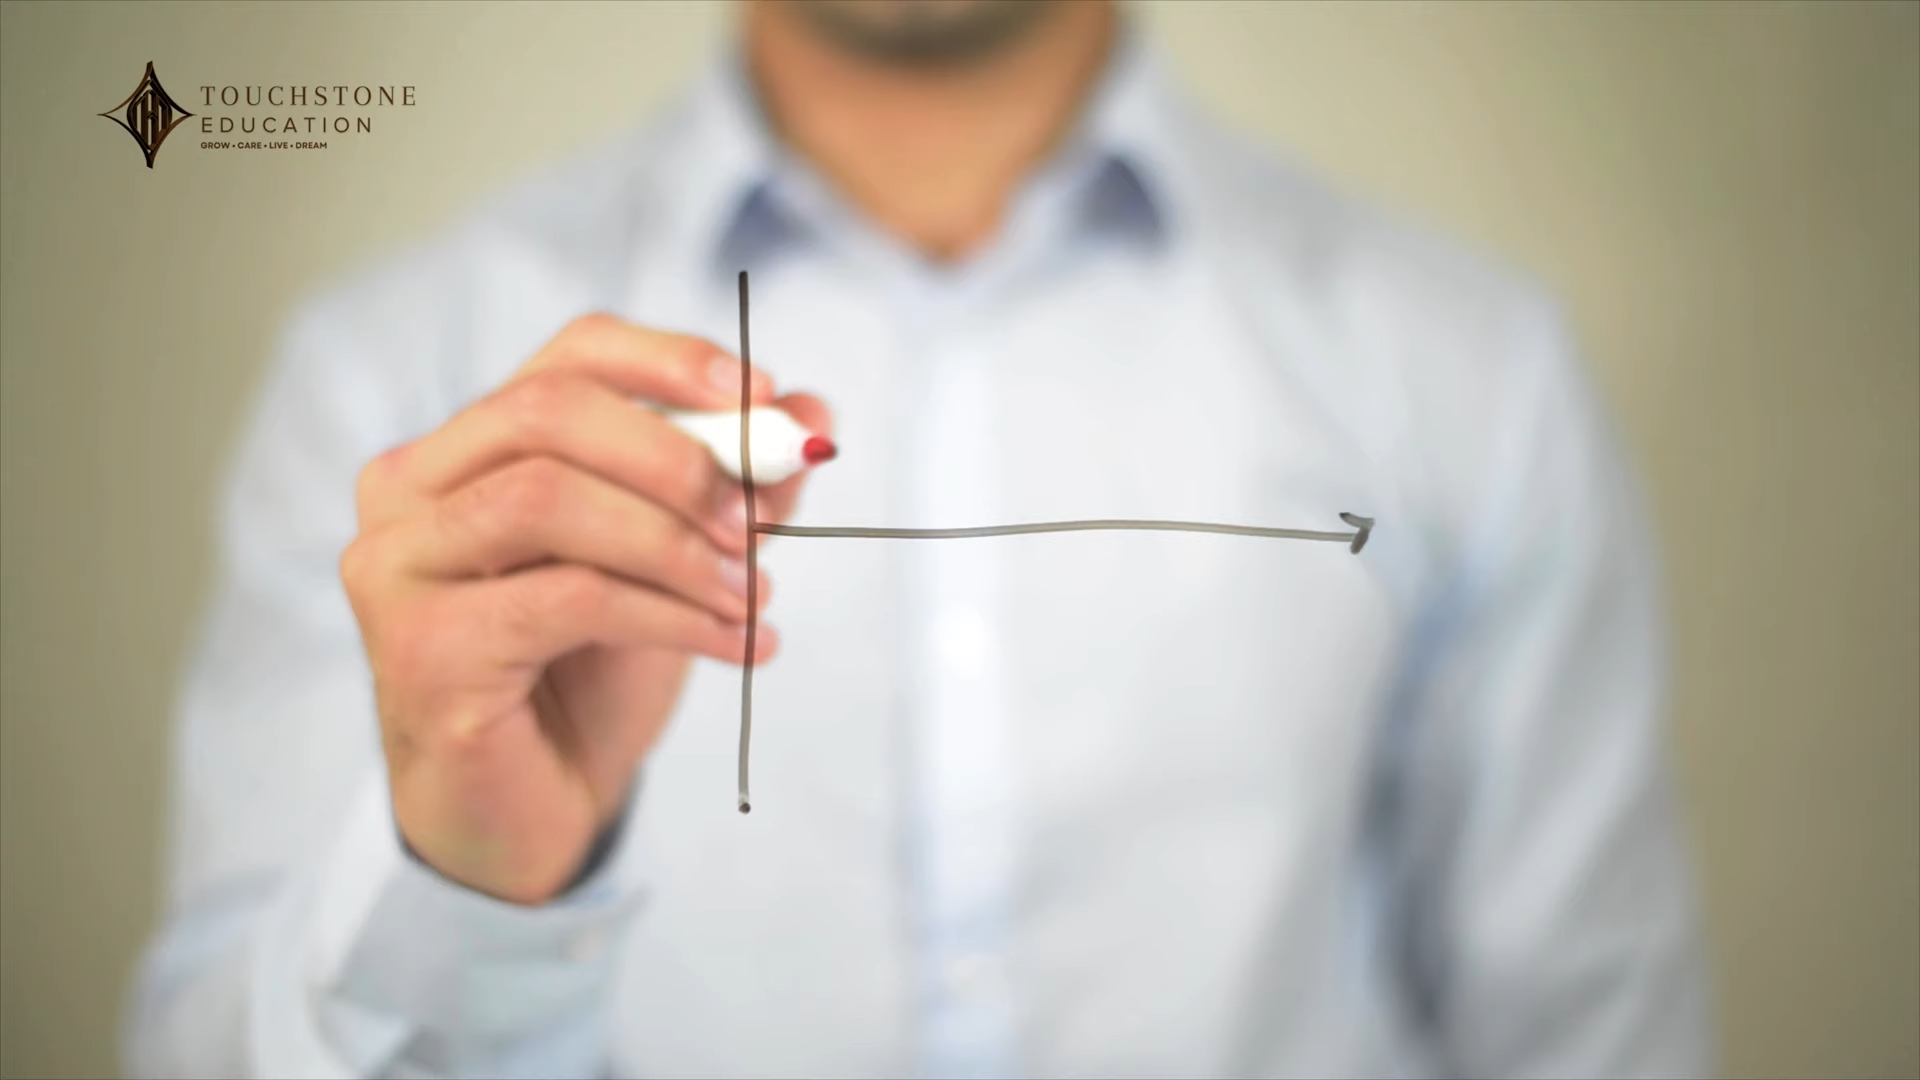 TOUCHSTONE
EDUCATION
GROW • CARE • LIVE • DREAM